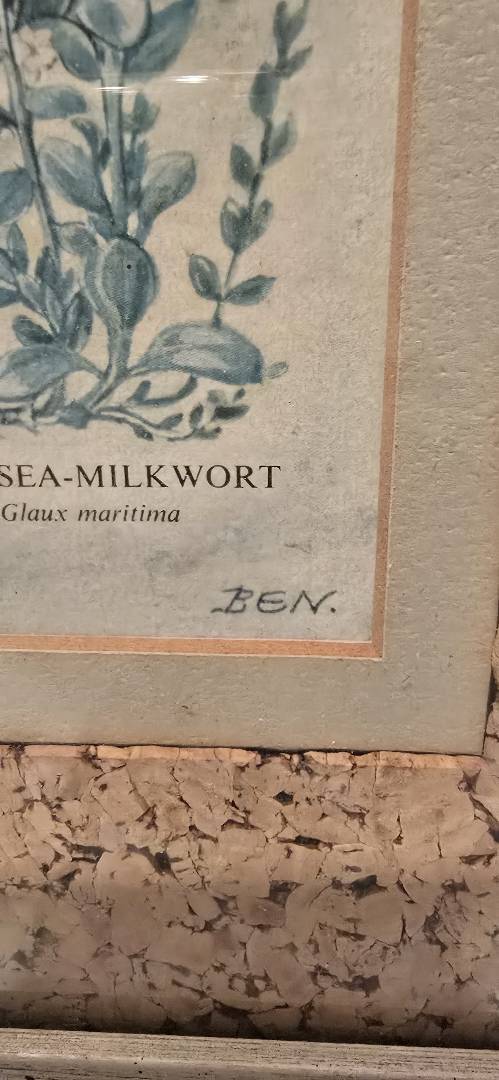 SEA-MILKWORT
Glaux maritima
BEN.